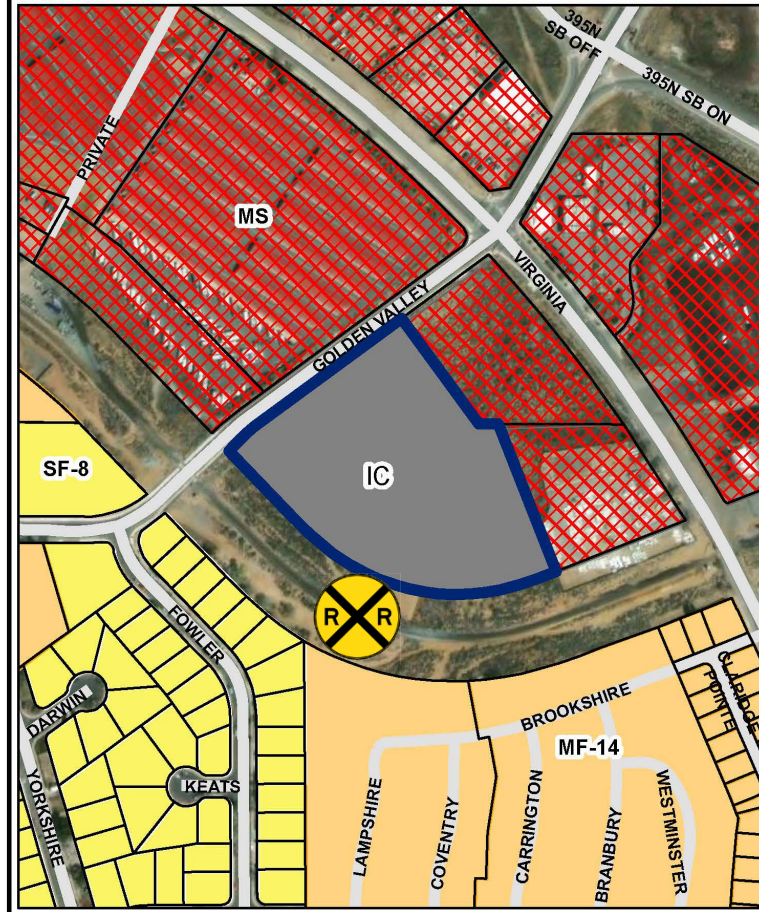 395N
SB OFF
395N SB ON
PRIVATE
MS
VIRGINIA
GOLDEN VALLEY
SF-8
IC
R R
FOWLER
DARWIN
YORKSHIRE
KEATS
CLARIDGE
POINTE
BROOKSHIRE
MF-14
LAMPSHIRE
COVENTRY
CARRINGTON
BRANBURY
WESTMINSTER